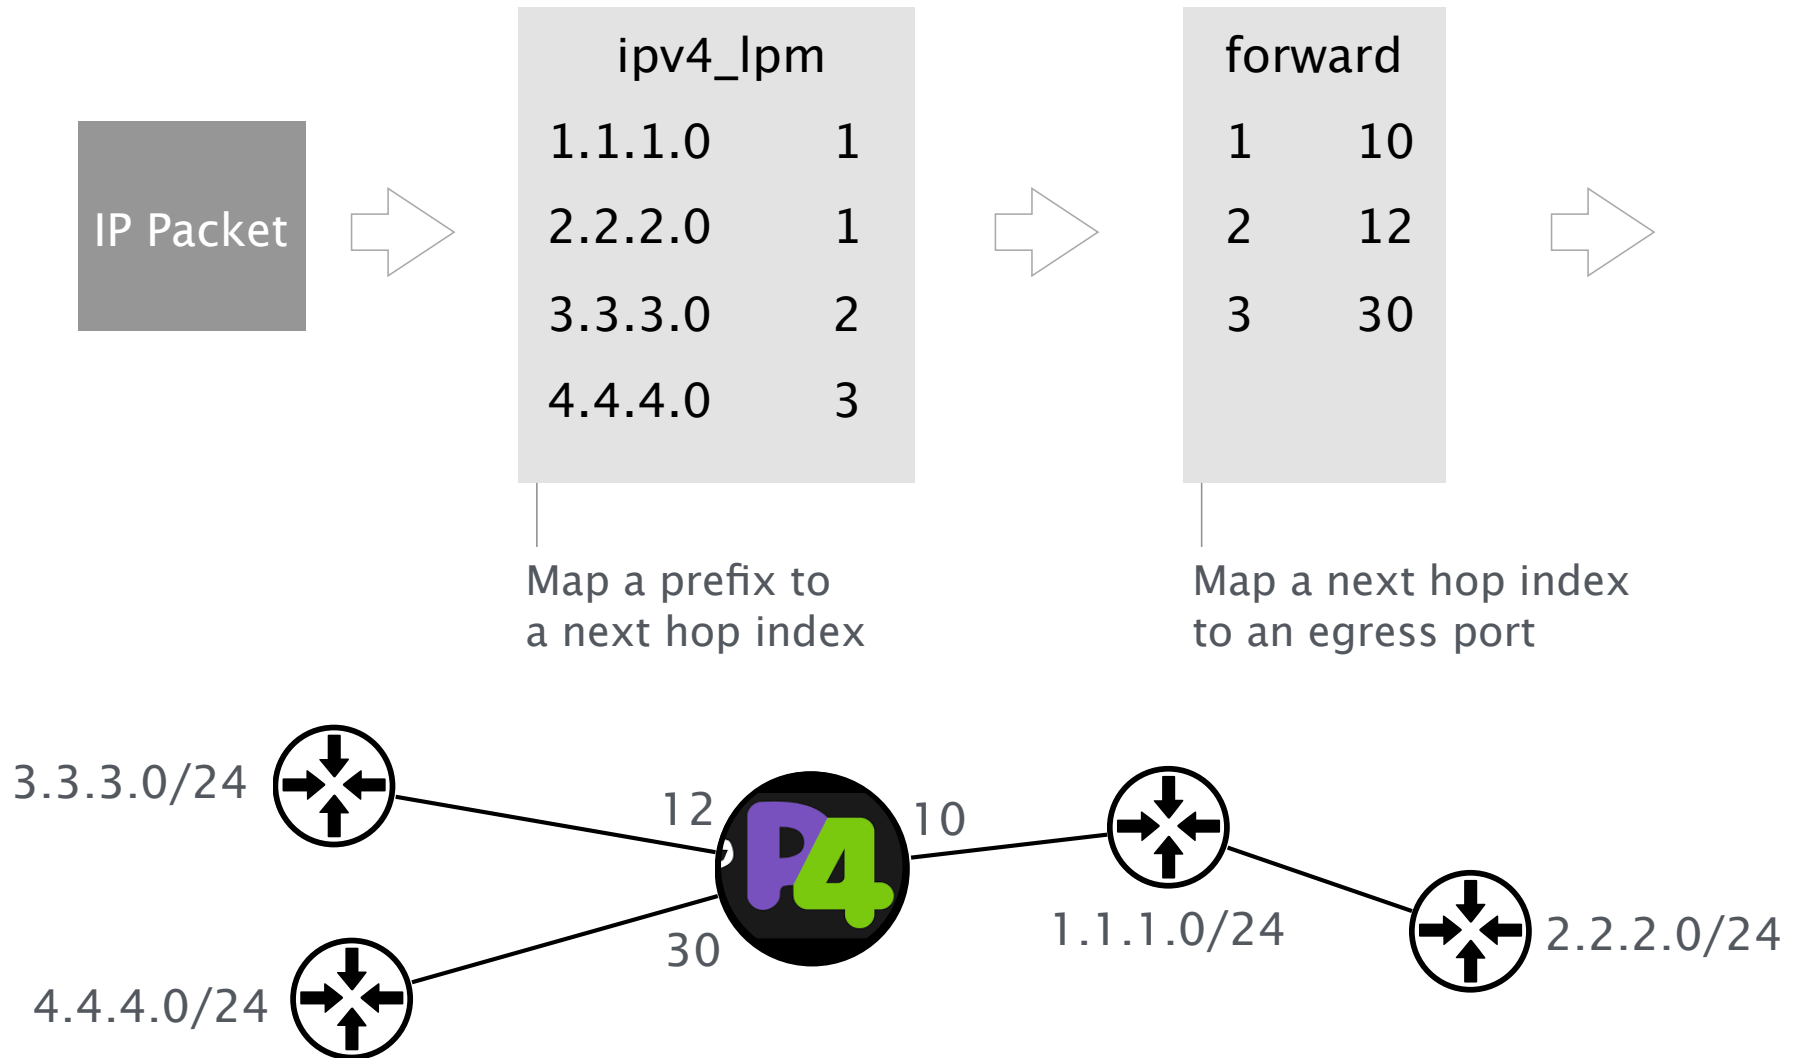 ipv4_lpm
forward
IP Packet
1.1.1.0 1
2.2.2.0 1
3.3.3.0 2
4.4.4.0 3
1 10
2 12
3 30
Map a prefix to
a next hop index
Map a next hop index
to an egress port
3.3.3.0/24
12
P4
10
30
1.1.1.0/24
2.2.2.0/24
4.4.4.0/24